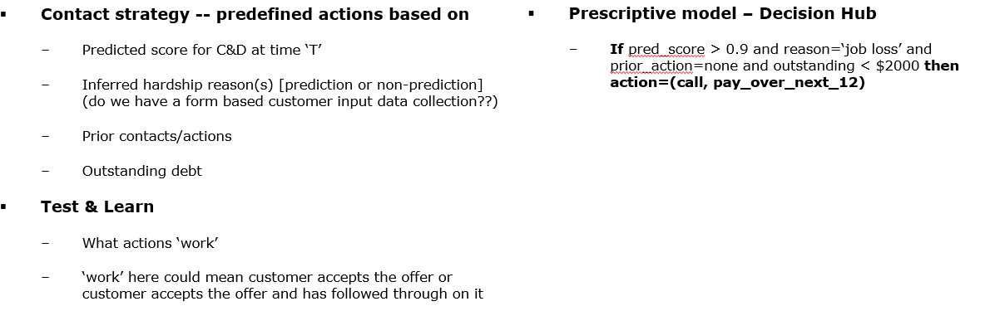 ▪ Contact strategy -- predefined actions based on
– Predicted score for C&D at time ‘T’
– Inferred hardship reason(s) [prediction or non-prediction]
(do we have a form based customer input data collection??)
– Prior contacts/actions
– Outstanding debt
▪ Test & Learn
– What actions ‘work’
– ‘work’ here could mean customer accepts the offer or
customer accepts the offer and has followed through on it
▪ Prescriptive model – Decision Hub
– If pred_score > 0.9 and reason=‘job loss’ and
prior_action=none and outstanding < $2000 then
action=(call, pay_over_next_12)